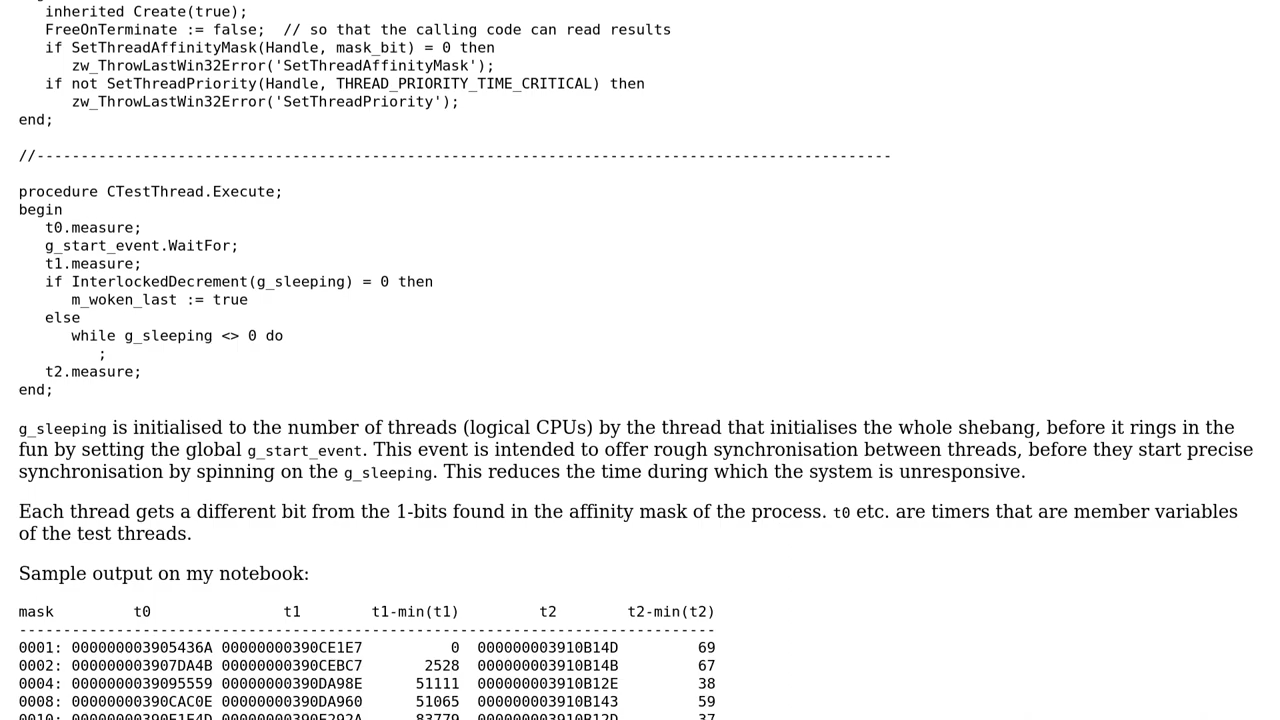 inherited Create(true);
FreeOnTerminate := false;  // so that the calling code can read results
if SetThreadAffinityMask(Handle, mask_bit) = 0 then
zw_ThrowLastWin32Error('SetThreadAffinityMask');
if not SetThreadPriority(Handle, THREAD_PRIORITY_TIME_CRITICAL) then
zw_ThrowLastWin32Error('SetThreadPriority');
end;
//-------------------------------------------------------------------------------------------------
procedure CTestThread.Execute;
begin
t0.measure;
g_start_event.WaitFor;
t1.measure;
if InterlockedDecrement(g_sleeping) = 0 then
m_woken_last := true
else
while g_sleeping <> 0 do
;
t2.measure;
end;
g_sleeping is initialised to the number of threads (logical CPUs) by the thread that initialises the whole shebang, before it rings in the
fun by setting the global g_start_event. This event is intended to offer rough synchronisation between threads, before they start precise
synchronisation by spinning on the g_sleeping. This reduces the time during which the system is unresponsive.
Each thread gets a different bit from the 1-bits found in the affinity mask of the process. t0 etc. are timers that are member variables
of the test threads.
Sample output on my notebook:
mask         t0               t1        t1-min(t1)         t2        t2-min(t2)
-------------------------------------------------------------------------------
0001: 000000003905436A 00000000390CE1E7          0  000000003910B14D         69
0002: 000000003907DA4B 00000000390CEBC7       2528  000000003910B14B         67
0004: 0000000039095559 00000000390DA98E      51111  000000003910B12E         38
0008: 00000000390CAC0E 00000000390DA960      51065  000000003910B143         59
0010: 00000000390E1E4D 00000000390E292A      83779  000000003910B12D         37